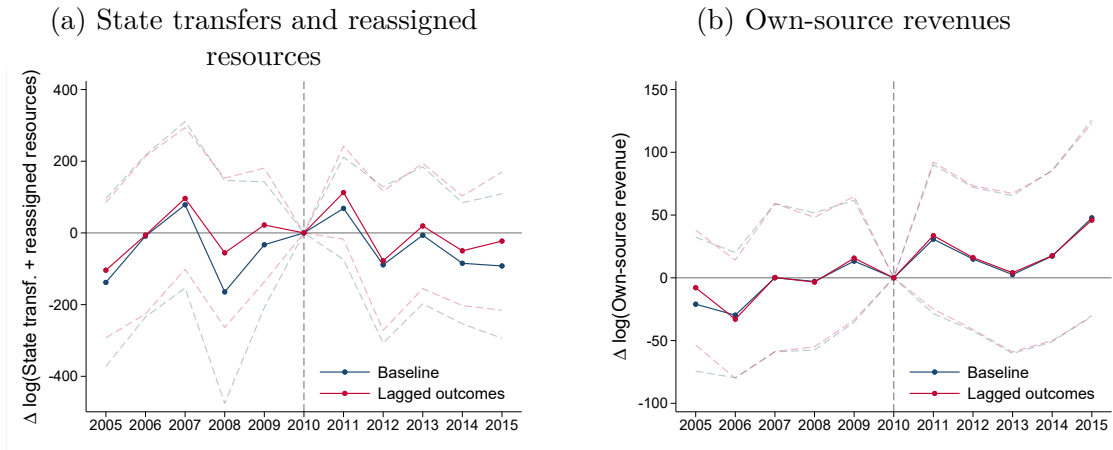 (a) State transfers and reassigned
resources
Δ log(State transf. + reassigned resources)
400
200
0
-200
-400
2005 2006 2007 2008 2009 2010 2011 2012 2013 2014 2015
Baseline
Lagged outcomes
(b) Own-source revenues
Δ log(Own-source revenue)
150
100
50
0
-50
-100
2005 2006 2007 2008 2009 2010 2011 2012 2013 2014 2015
Baseline
Lagged outcomes